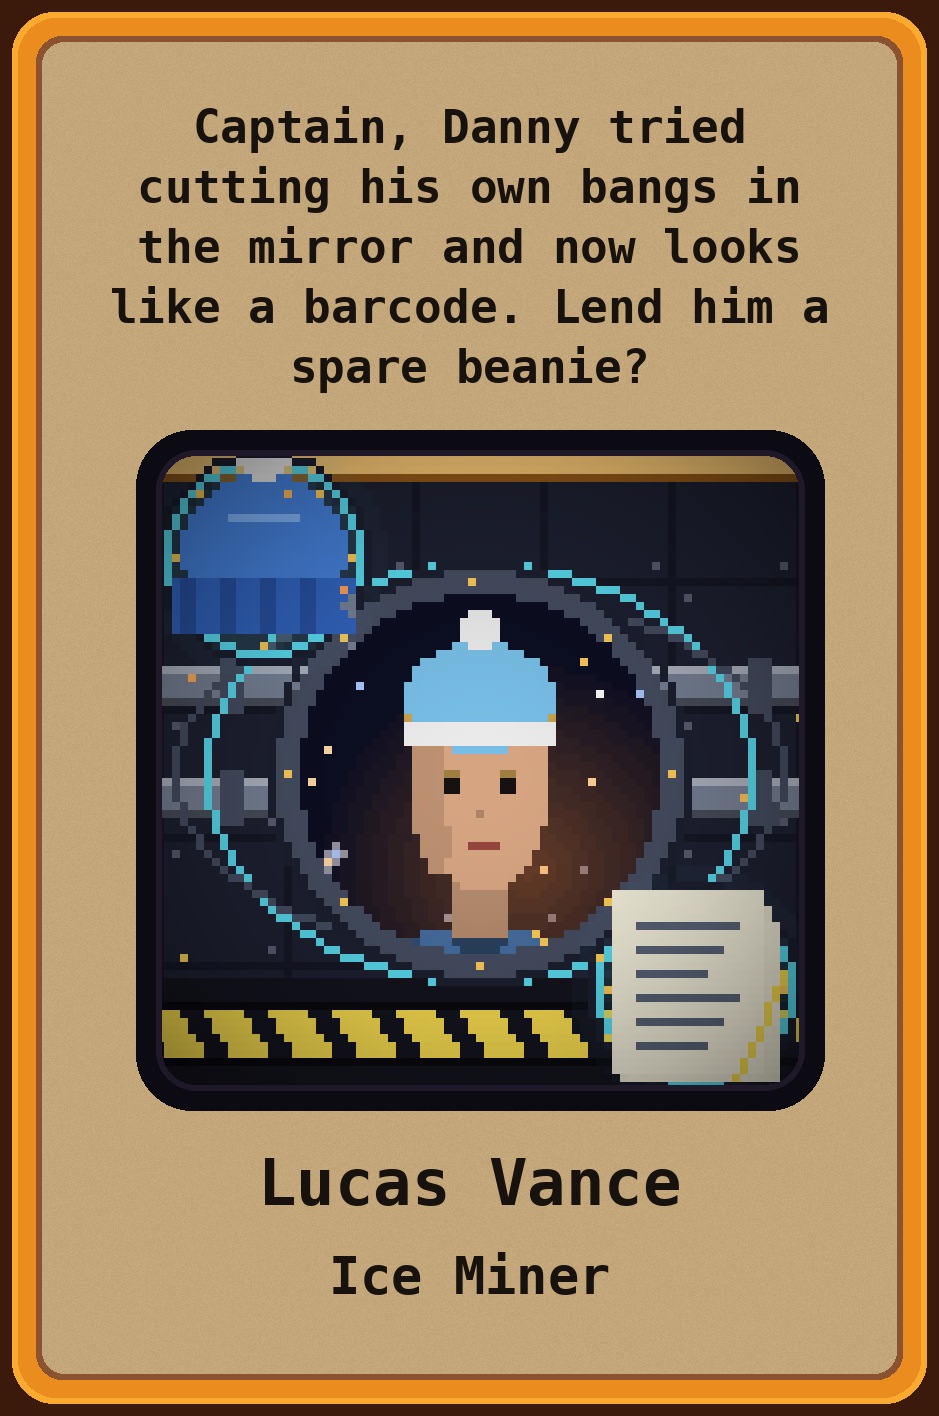 Captain, Danny tried
cutting his own bangs in
the mirror and now looks
like a barcode. Lend him a
spare beanie?
Lucas Vance
Ice Miner